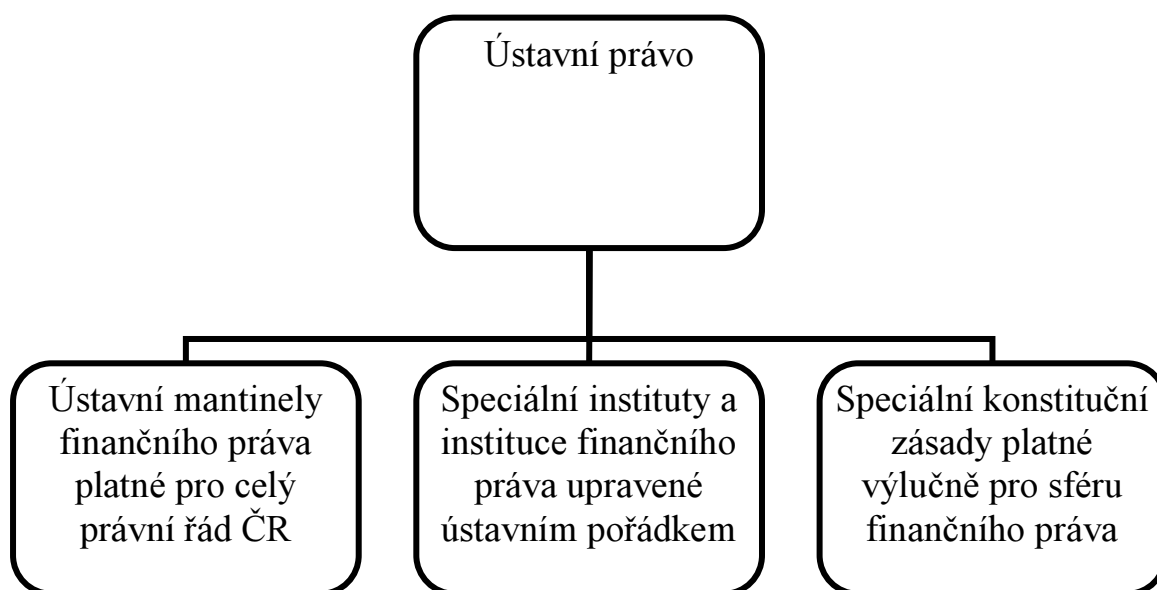 Ústavní právo
Ústavní mantinely
finančního práva
platné pro celý
právní řád ČR
Speciální instituty a
instituce finančního
práva upravené
ústavním pořádkem
Speciální konstituční
zásady platné
výlučně pro sféru
finančního práva